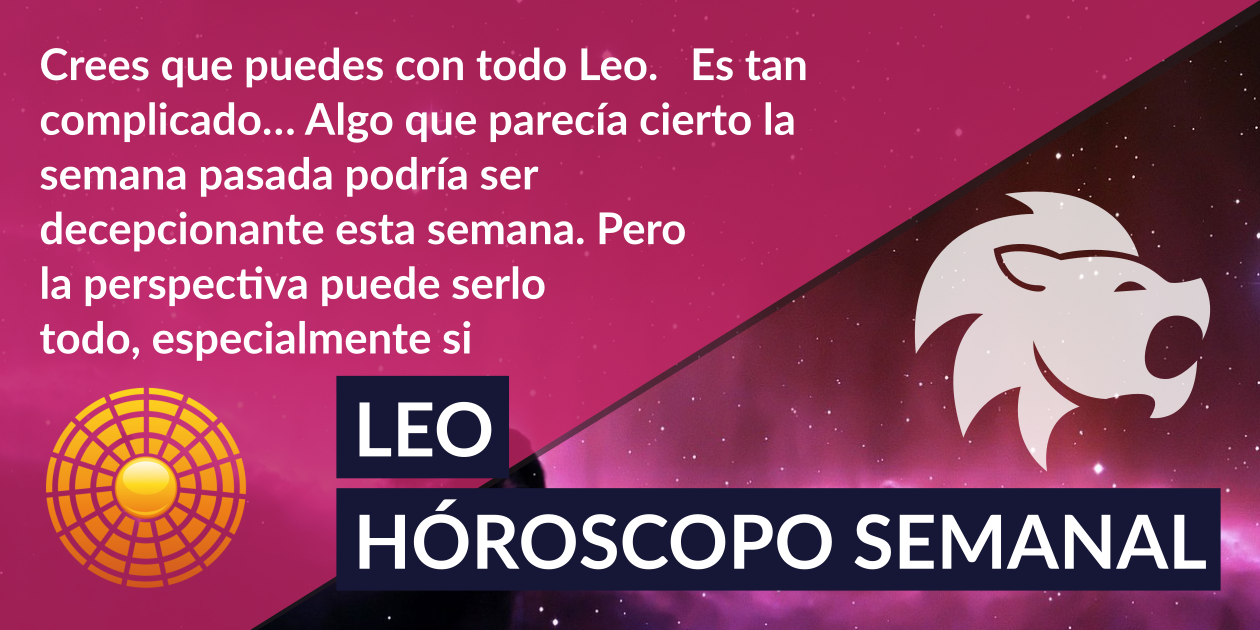 Crees que puedes con todo Leo.   Es tan
complicado... Algo que parecía cierto la
semana pasada podría ser
decepcionante esta semana. Pero
la perspectiva puede serlo
todo, especialmente si
LEO
HÓROSCOPO SEMANAL